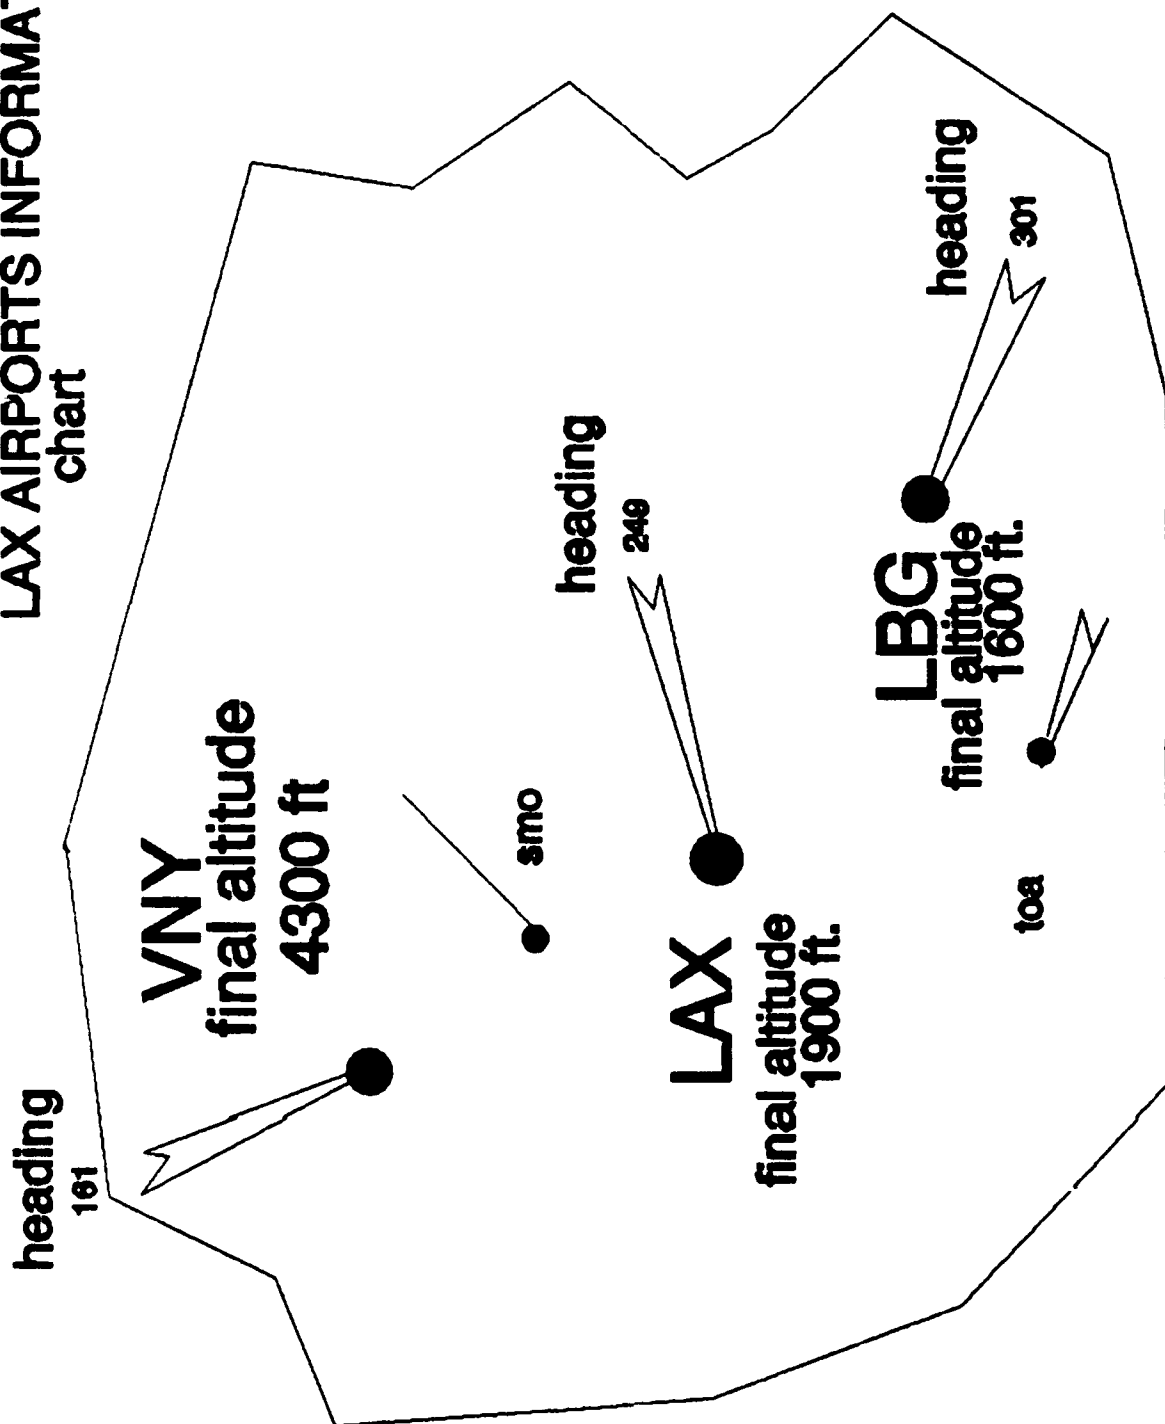 LAX AIRPORTS INFORMAT
chart
heading
161
VNY
final altitude
4300 ft
smo
heading
249
LAX
final altitude
1900 ft.
heading
301
LBG
final altitude
1600 ft.
toa